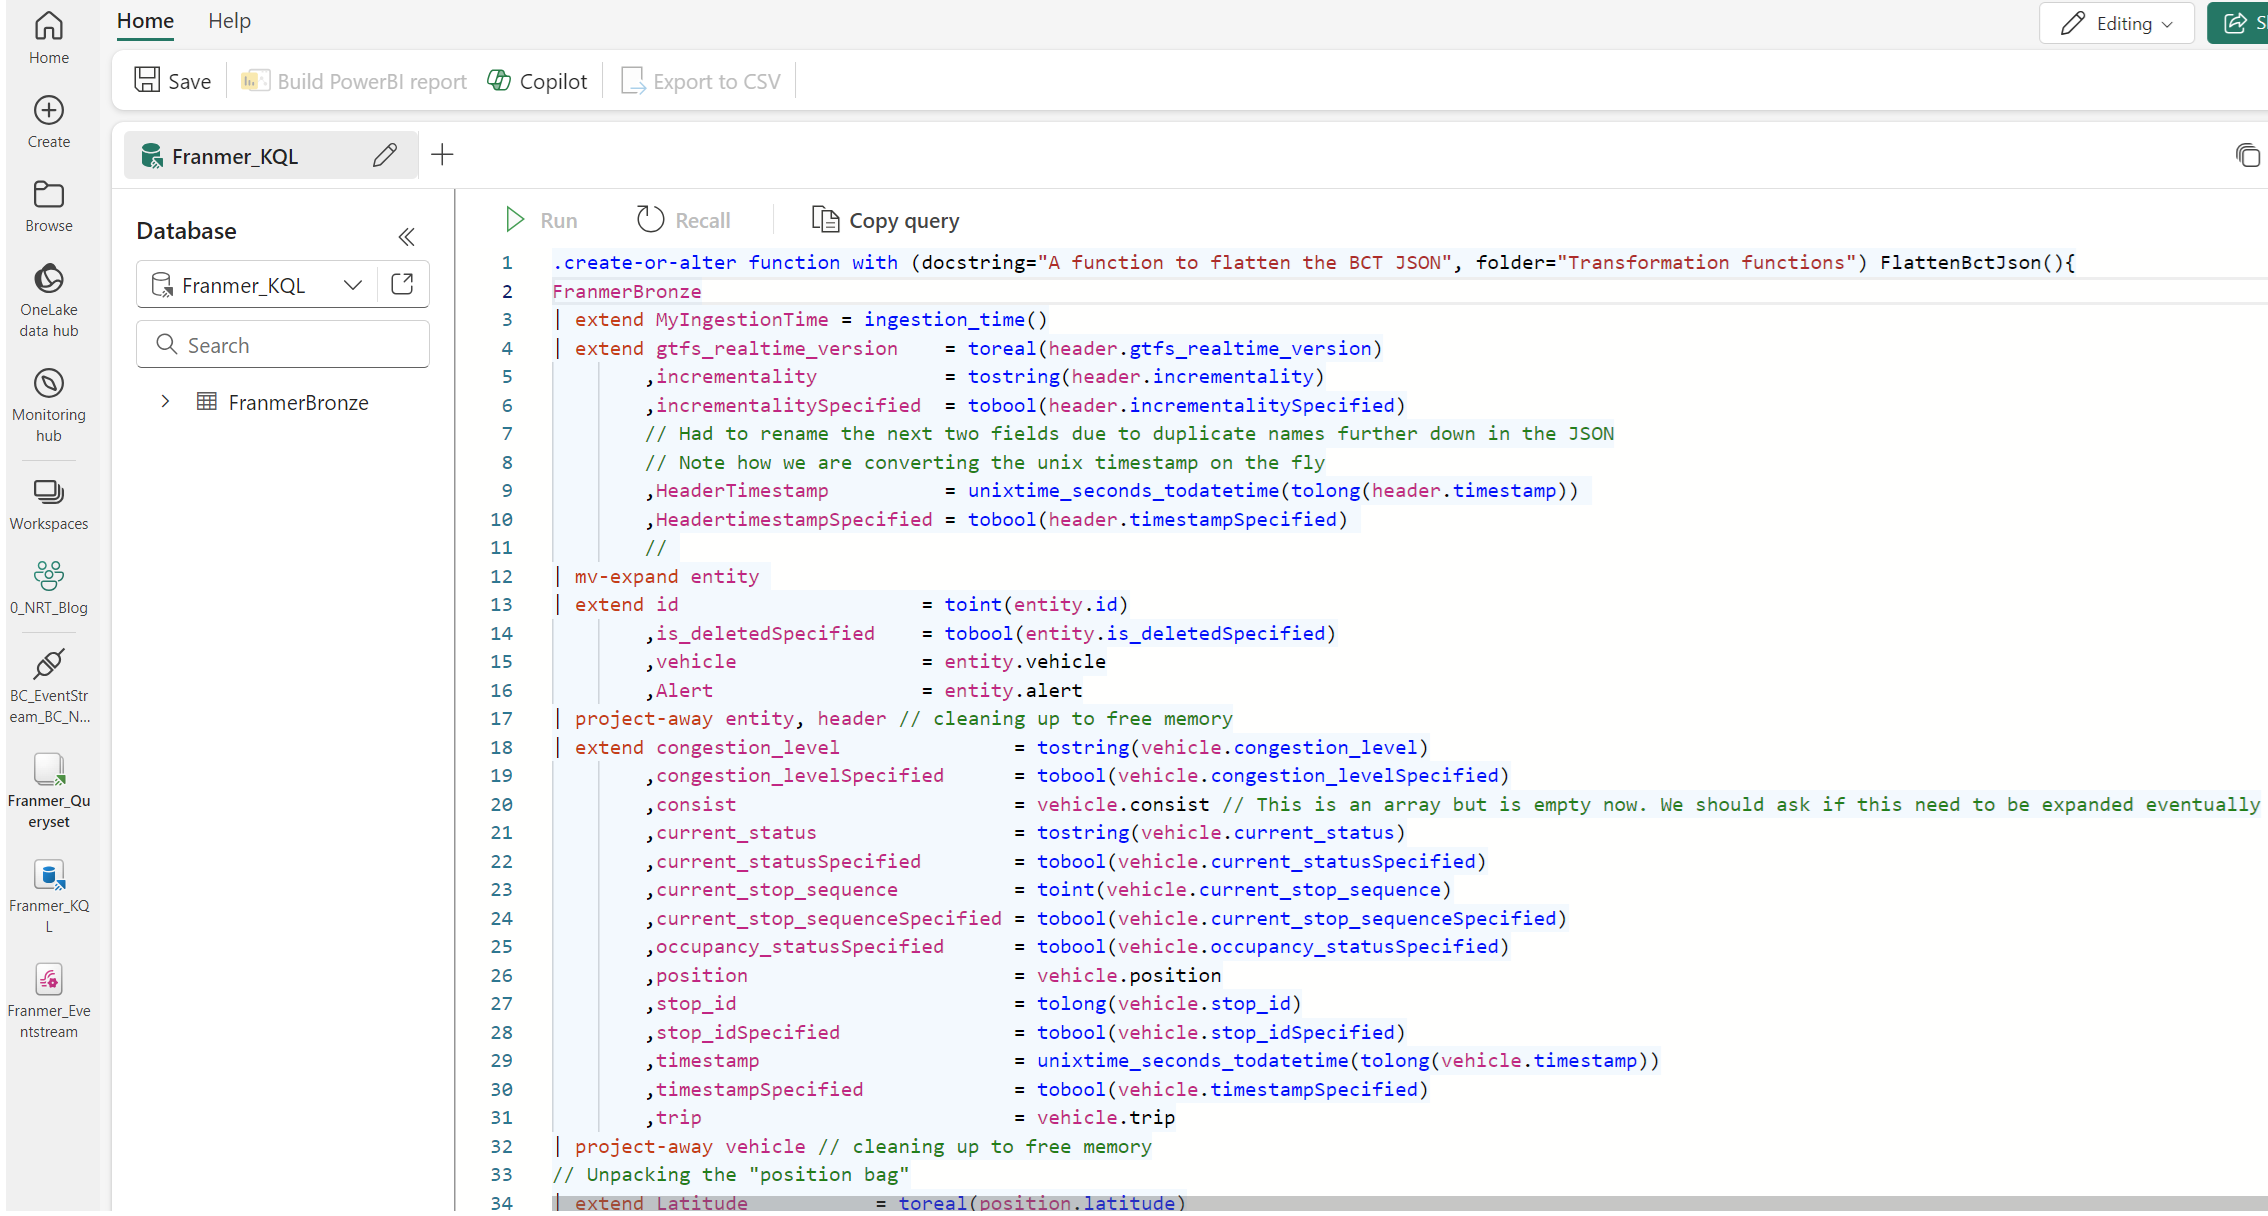 Home
Create
Browse
OneLake
data hub
Monitoring
hub
Workspaces
0_NRT_Blog
BC_EventStr
eam_BC_N...
Franmer_Qu
eryset
Franmer_KQ
L
Franmer_Eve
ntstream
Home Help
Editing
Save Build PowerBI report Copilot Export to CSV
Franmer_KQL
Database
Franmer_KQL
Search
FranmerBronze
Run Recall Copy query
1 .create-or-alter function with (docstring="A function to flatten the BCT JSON", folder="Transformation functions") FlattenBctJson(){
2 FranmerBronze
3 | extend MyIngestionTime = ingestion_time()
4 | extend gtfs_realtime_version    = toreal(header.gtfs_realtime_version)
5         ,incrementality           = tostring(header.incrementality)
6         ,incrementalitySpecified  = tobool(header.incrementalitySpecified)
7         // Had to rename the next two fields due to duplicate names further down in the JSON
8         // Note how we are converting the unix timestamp on the fly
9         ,HeaderTimestamp          = unixtime_seconds_todatetime(tolong(header.timestamp))
10         ,HeadertimestampSpecified = tobool(header.timestampSpecified)
11         //
12 | mv-expand entity
13 | extend id                     = toint(entity.id)
14         ,is_deletedSpecified    = tobool(entity.is_deletedSpecified)
15         ,vehicle                = entity.vehicle
16         ,Alert                  = entity.alert
17 | project-away entity, header // cleaning up to free memory
18 | extend congestion_level               = tostring(vehicle.congestion_level)
19         ,congestion_levelSpecified      = tobool(vehicle.congestion_levelSpecified)
20         ,consist                        = vehicle.consist // This is an array but is empty now. We should ask if this need to be expanded eventually
21         ,current_status                 = tostring(vehicle.current_status)
22         ,current_statusSpecified        = tobool(vehicle.current_statusSpecified)
23         ,current_stop_sequence          = toint(vehicle.current_stop_sequence)
24         ,current_stop_sequenceSpecified = tobool(vehicle.current_stop_sequenceSpecified)
25         ,occupancy_statusSpecified      = tobool(vehicle.occupancy_statusSpecified)
26         ,position                       = vehicle.position
27         ,stop_id                        = tolong(vehicle.stop_id)
28         ,stop_idSpecified               = tobool(vehicle.stop_idSpecified)
29         ,timestamp                      = unixtime_seconds_todatetime(tolong(vehicle.timestamp))
30         ,timestampSpecified             = tobool(vehicle.timestampSpecified)
31         ,trip                           = vehicle.trip
32 | project-away vehicle // cleaning up to free memory
33 // Unpacking the "position bag"
34 | extend Latitude           = toreal(position.latitude)